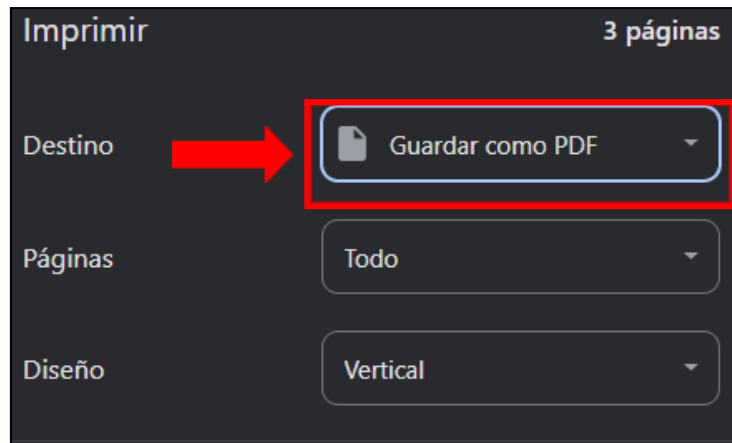 Imprimir 3 páginas
Destino Guardar como PDF
Páginas Todo
Diseño Vertical